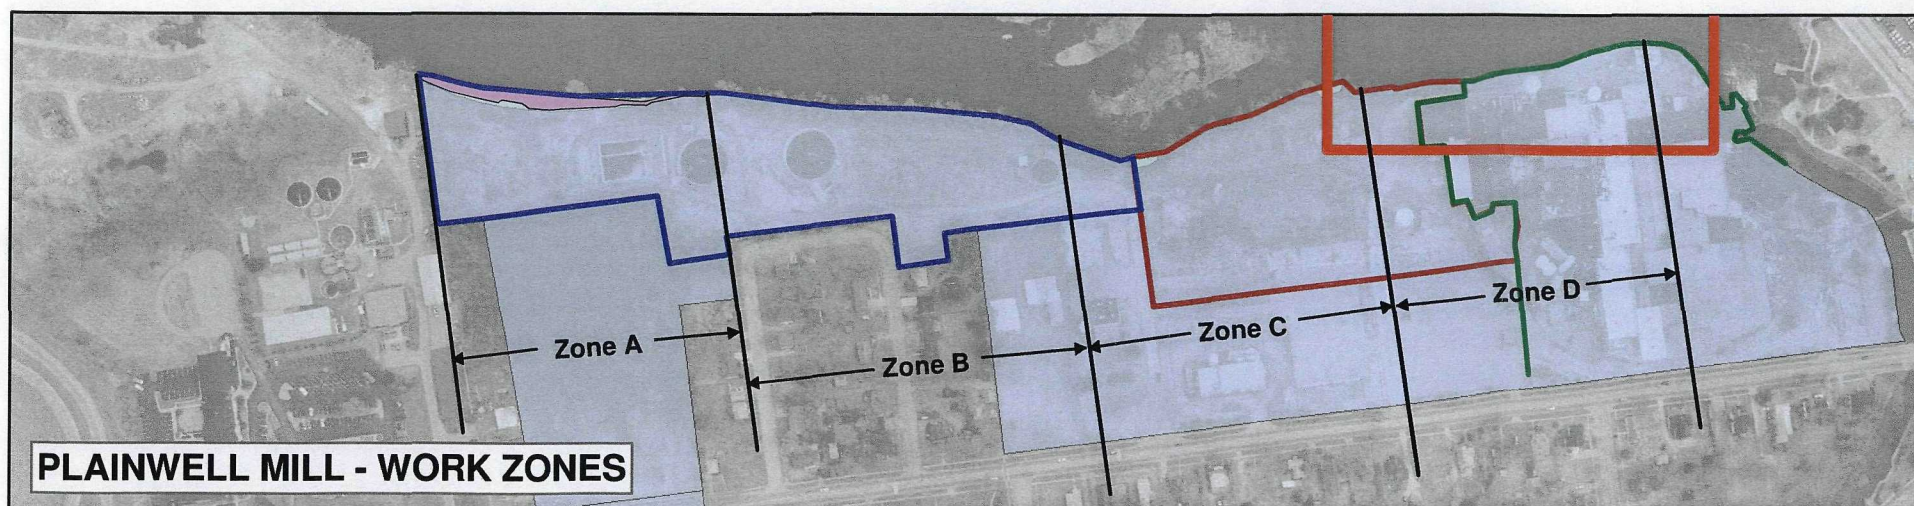 Zone A
Zone B
Zone C
Zone D
PLAINWELL MILL - WORK ZONES